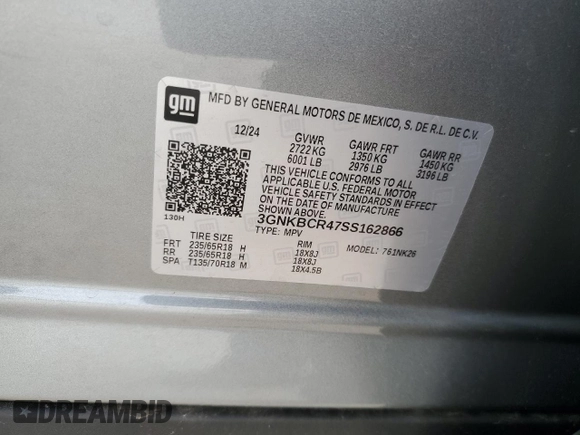 gm
MFD BY GENERAL MOTORS DE MEXICO, S. DE R.L. DE C.V.
12/24 GVWR GAWR FRT GAWR RR
2722 KG 1350 KG 1450 KG
6001 LB 2976 LB 3196 LB
THIS VEHICLE CONFORMS TO ALL
APPLICABLE U.S. FEDERAL MOTOR
VEHICLE SAFETY STANDARDS IN EFFECT
ON THE DATE OF MANUFACTURE
SHOWN ABOVE.
130H 3GNKBCR47SS162866
TYPE: MPV MODEL: 761NK26
TIRE SIZE RIM
FRT 235/65R18 H 18X8J
RR 235/65R18 H 18X8J
SPA T135/70R18 M 18X4.5B
DREAMBID